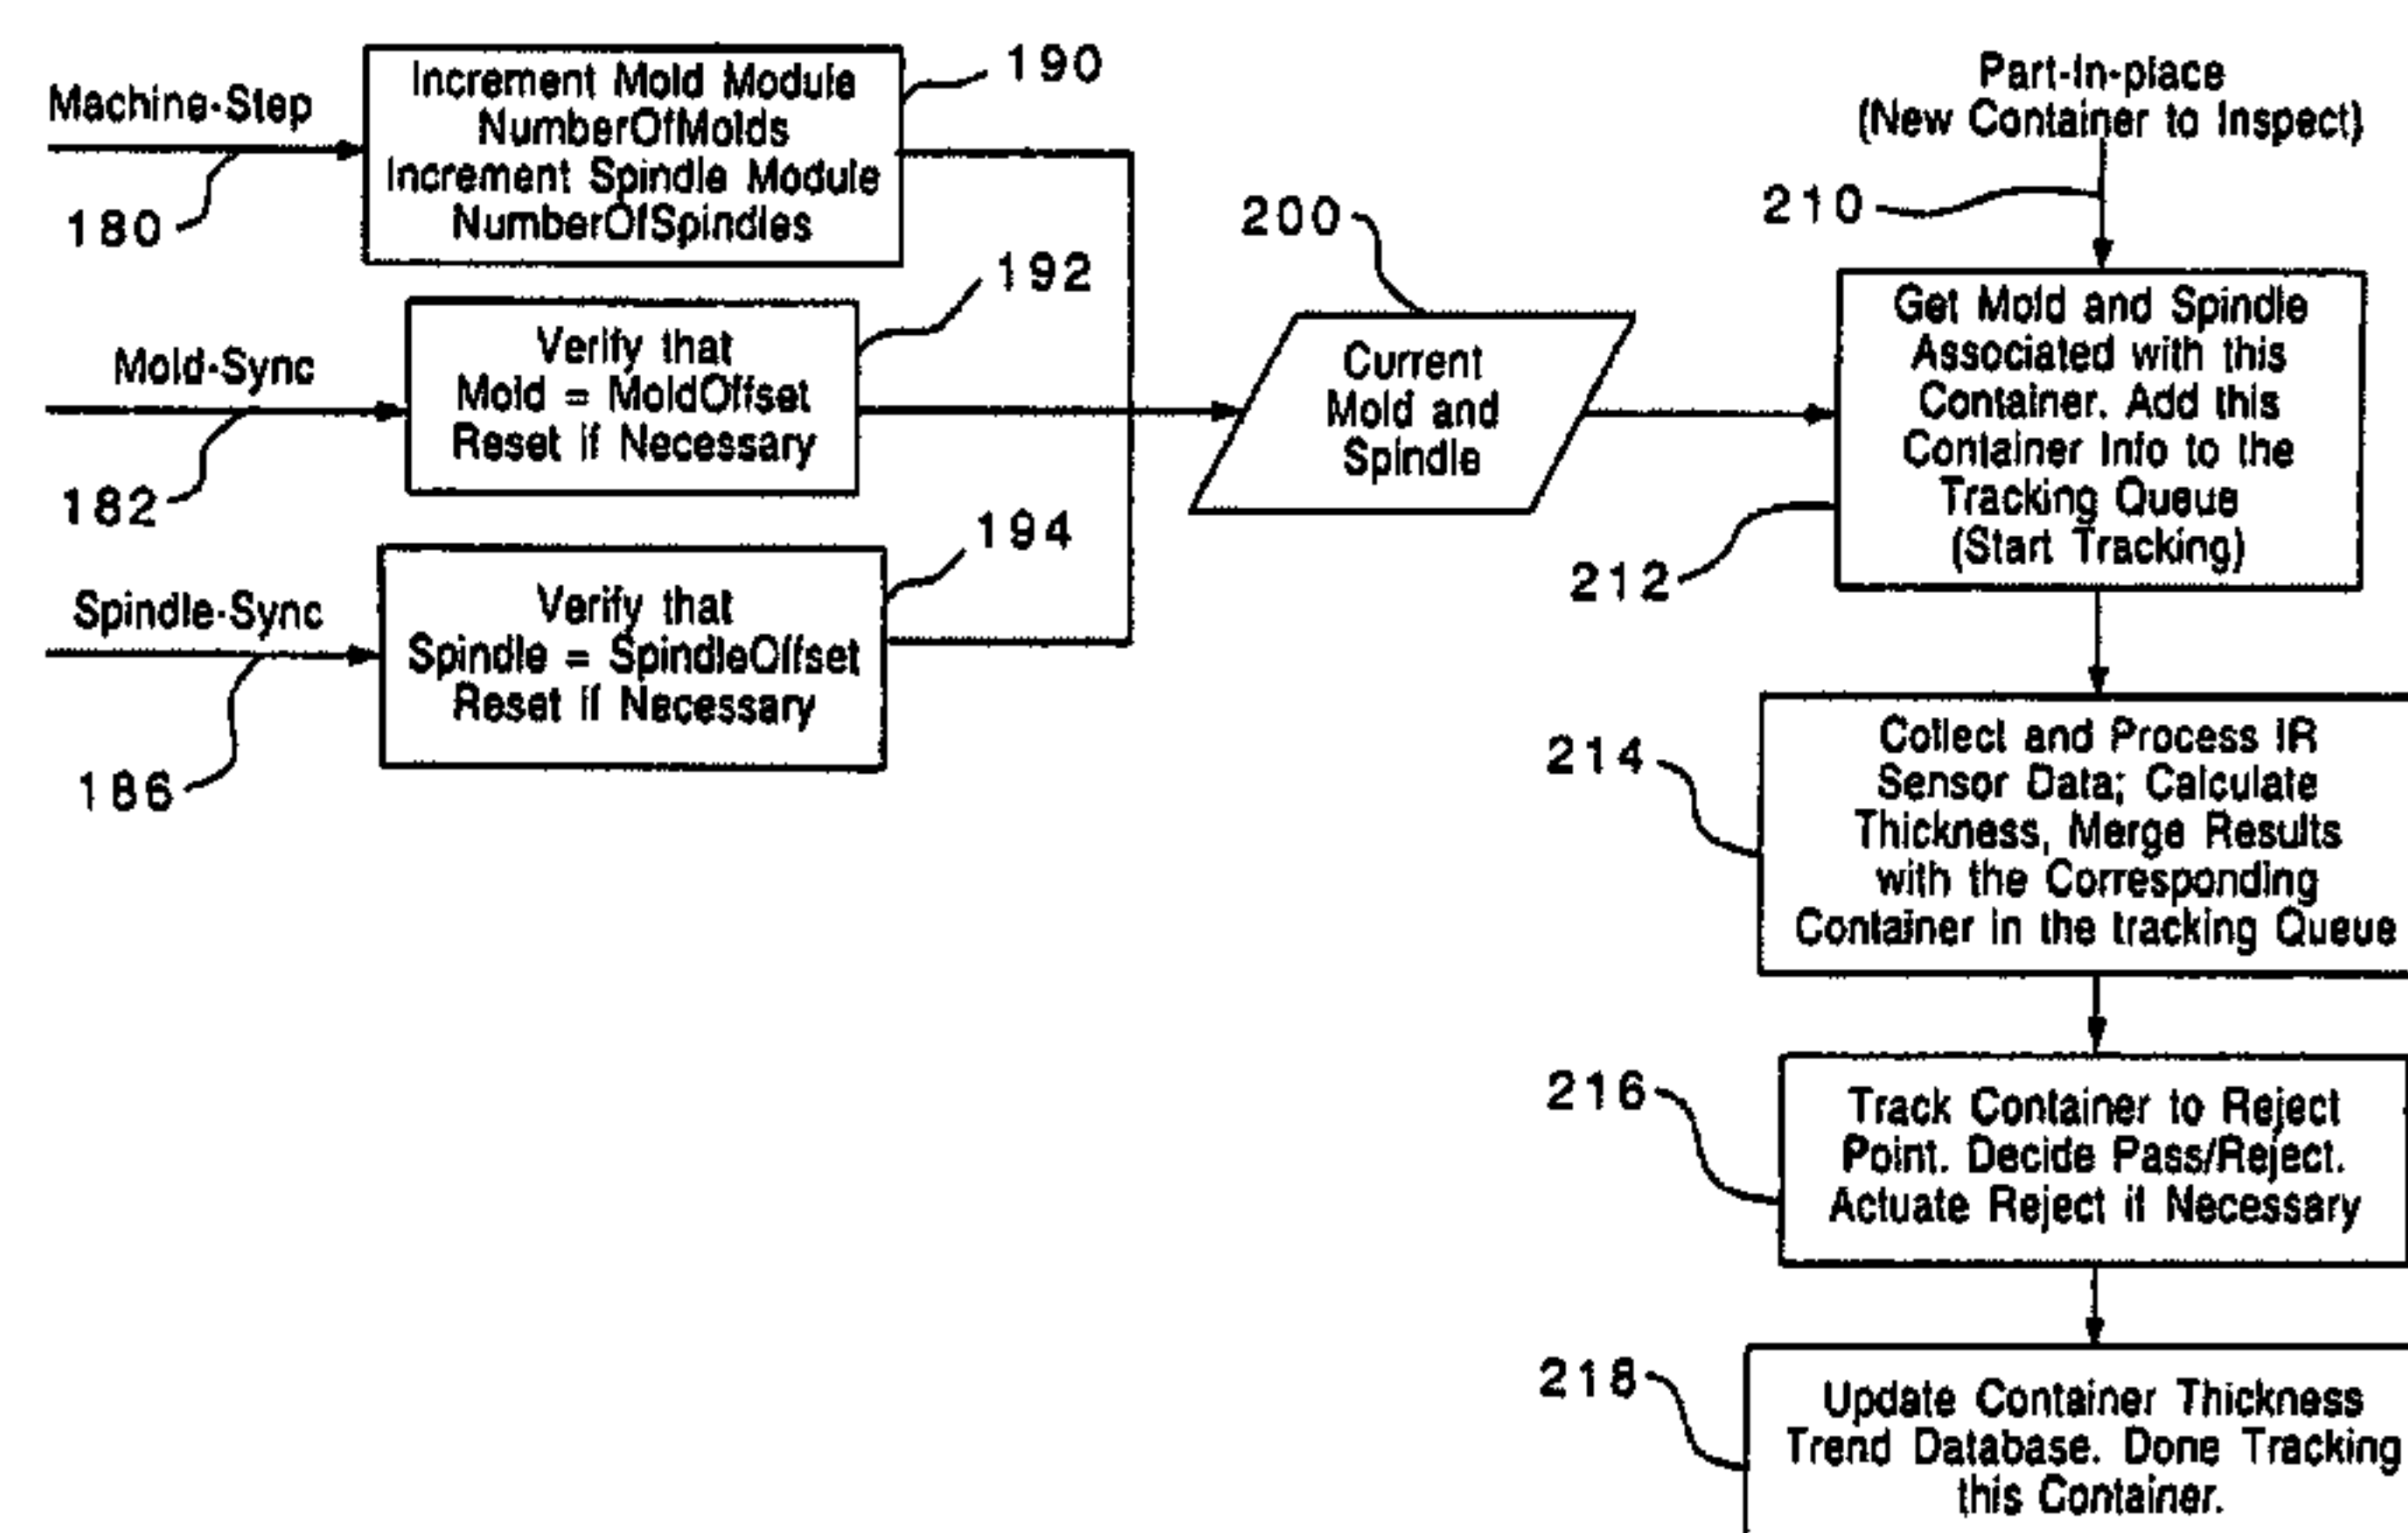 Machine-Step
180
Increment Mold Module
NumberOfMolds
Increment Spindle Module
NumberOfSpindles
190
Mold-Sync
182
Verify that
Mold = MoldOffset
Reset if Necessary
192
Spindle-Sync
186
Verify that
Spindle = SpindleOffset
Reset if Necessary
194
200
Current
Mold and
Spindle
Part-In-place
(New Container to Inspect)
210
Get Mold and Spindle
Associated with this
Container. Add this
Container Info to the
Tracking Queue
(Start Tracking)
212
214
Collect and Process IR
Sensor Data; Calculate
Thickness, Merge Results
with the Corresponding
Container in the tracking Queue
216
Track Container to Reject
Point. Decide Pass/Reject.
Actuate Reject if Necessary
218
Update Container Thickness
Trend Database. Done Tracking
this Container.